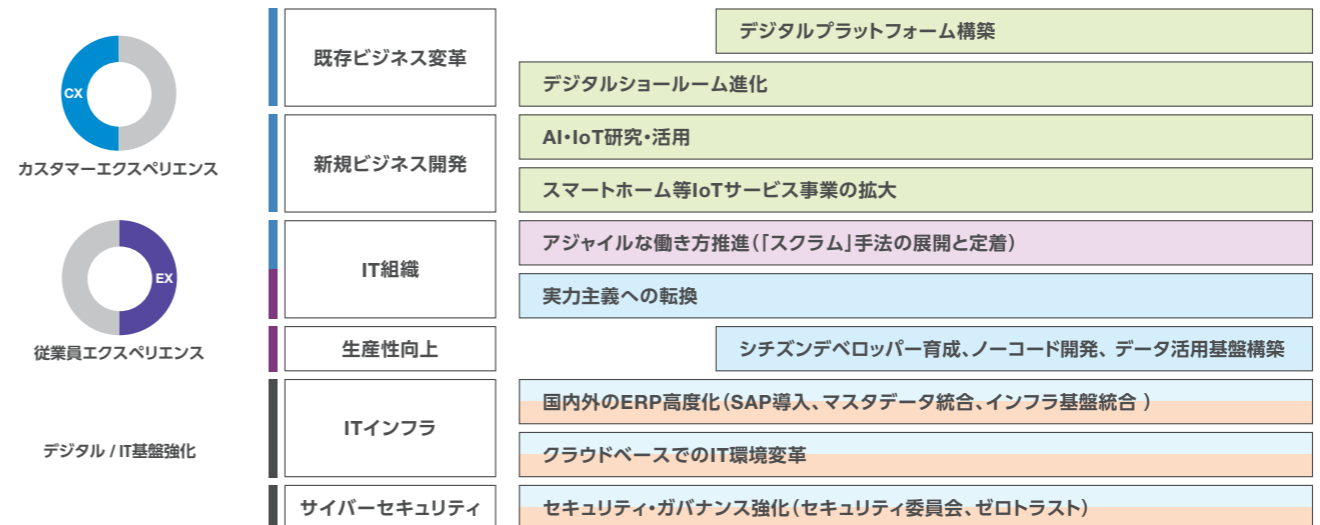 CX
カスタマーエクスペリエンス
EX
従業員エクスペリエンス
デジタル / IT基盤強化
既存ビジネス変革
デジタルプラットフォーム構築
デジタルショールーム進化
新規ビジネス開発
AI・IoT研究・活用
スマートホーム等IoTサービス事業の拡大
IT組織
アジャイルな働き方推進（「スクラム」手法の展開と定着）
実力主義への転換
生産性向上
シチズンデベロッパー育成、ノーコード開発、データ活用基盤構築
ITインフラ
国内外のERP高度化（SAP導入、マスタデータ統合、インフラ基盤統合 ）
クラウドベースでのIT環境変革
サイバーセキュリティ
セキュリティ・ガバナンス強化（セキュリティ委員会、ゼロトラスト）